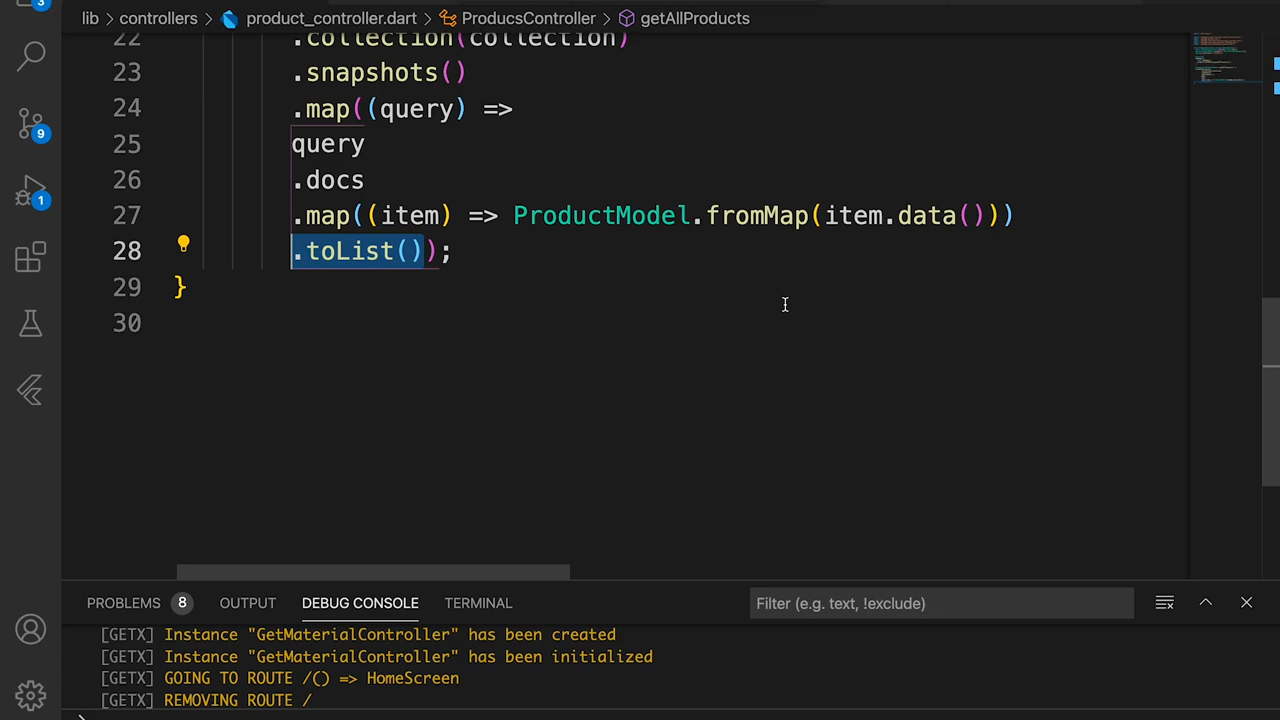 3
lib > controllers > product_controller.dart > ProducsController > getAllProducts
22 .collection(collection)
23 .snapshots()
24 .map((query) =>
25 query
26 .docs
27 .map((item) => ProductModel.fromMap(item.data()))
28 .toList());
29 }
30
9
1
PROBLEMS 8 OUTPUT DEBUG CONSOLE TERMINAL Filter (e.g. text, !exclude)
[GETX] Instance "GetMaterialController" has been created
[GETX] Instance "GetMaterialController" has been initialized
[GETX] GOING TO ROUTE /() => HomeScreen
[GETX] REMOVING ROUTE /